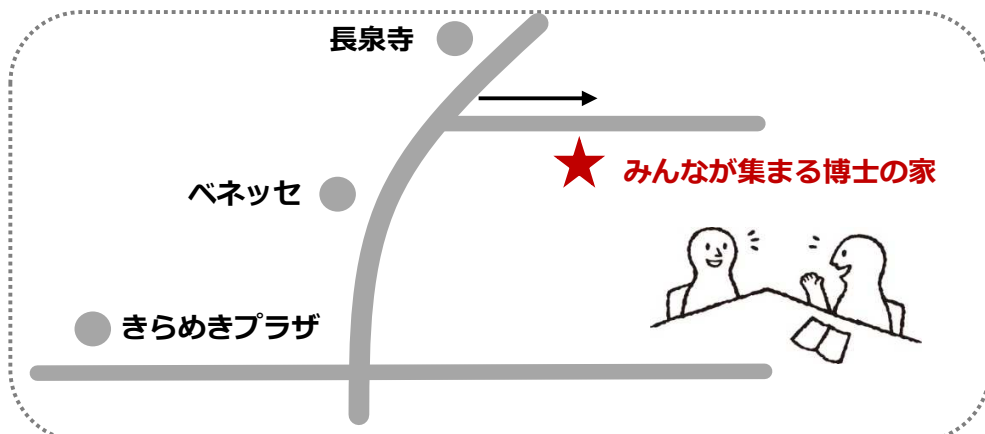 長泉寺
みんなが集まる博士の家
ベネッセ
きらめきプラザ